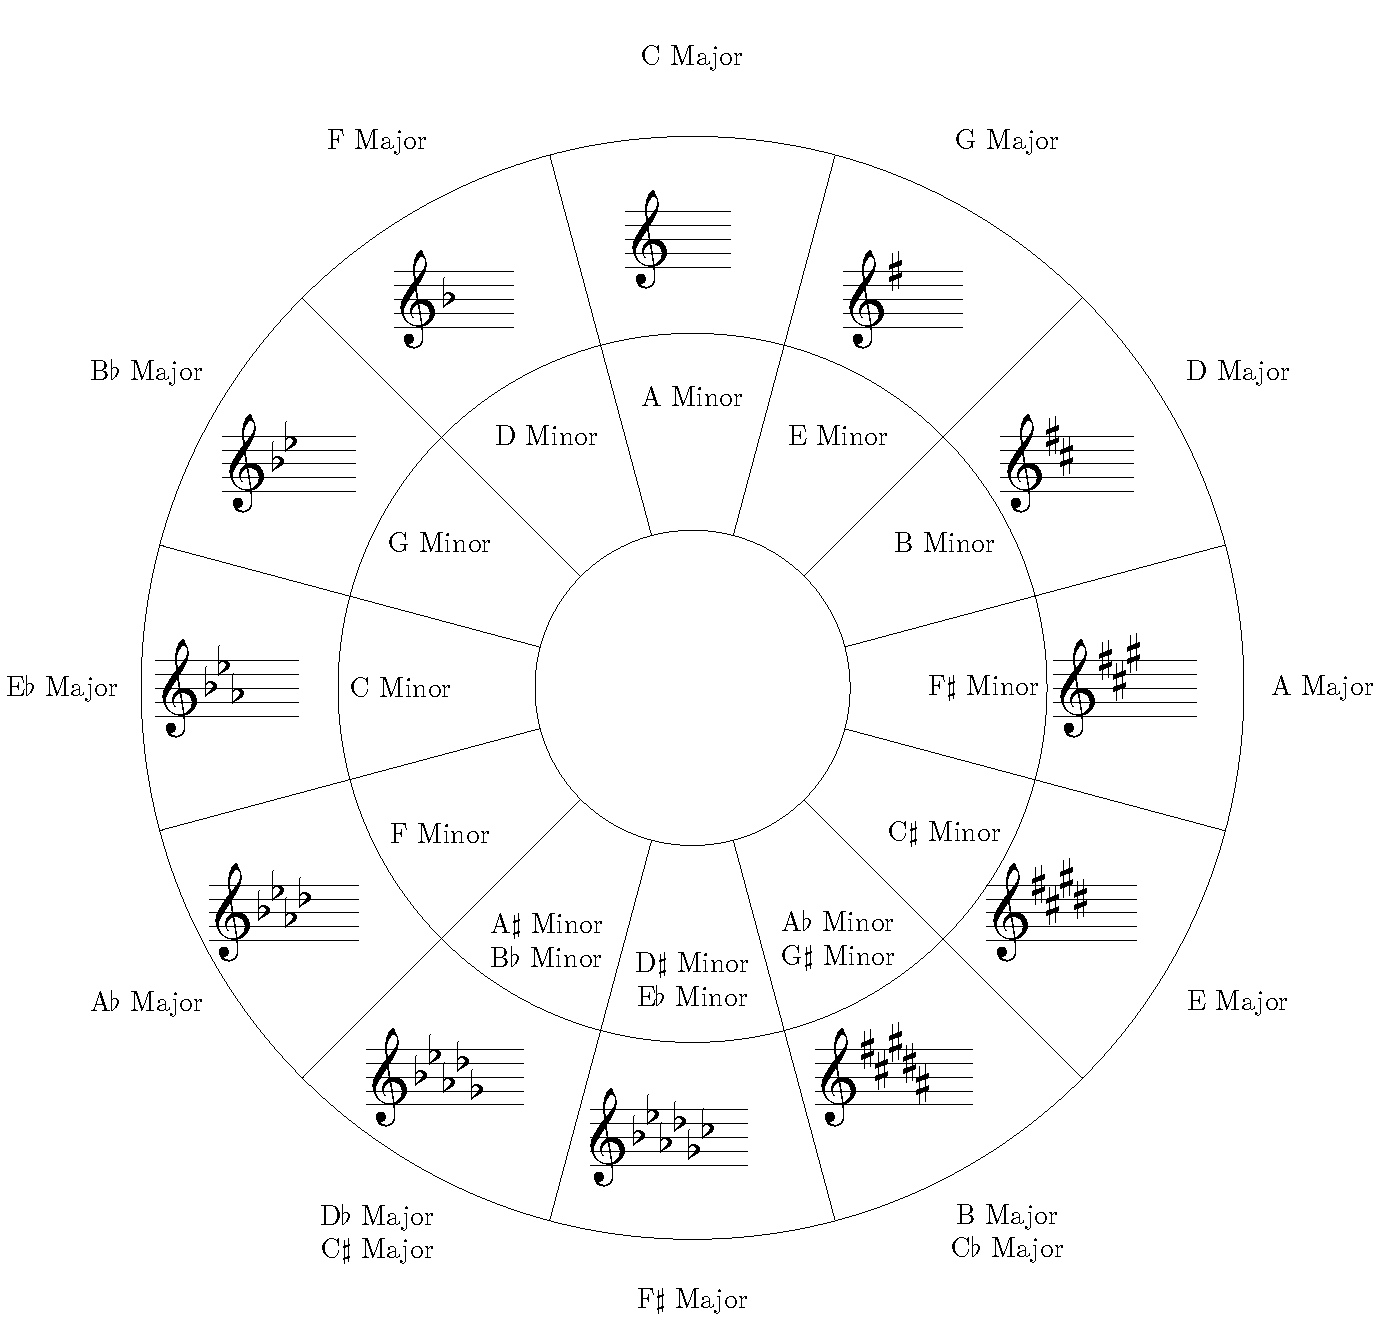 C Major
F Major
G Major
B♭ Major
D Major
A Minor
D Minor
E Minor
G Minor
B Minor
E♭ Major
C Minor
F♯ Minor
A Major
F Minor
C♯ Minor
A♯ Minor
B♭ Minor
A♭ Minor
G♯ Minor
D♯ Minor
E♭ Minor
A♭ Major
E Major
D♭ Major
C♯ Major
B Major
C♭ Major
F♯ Major